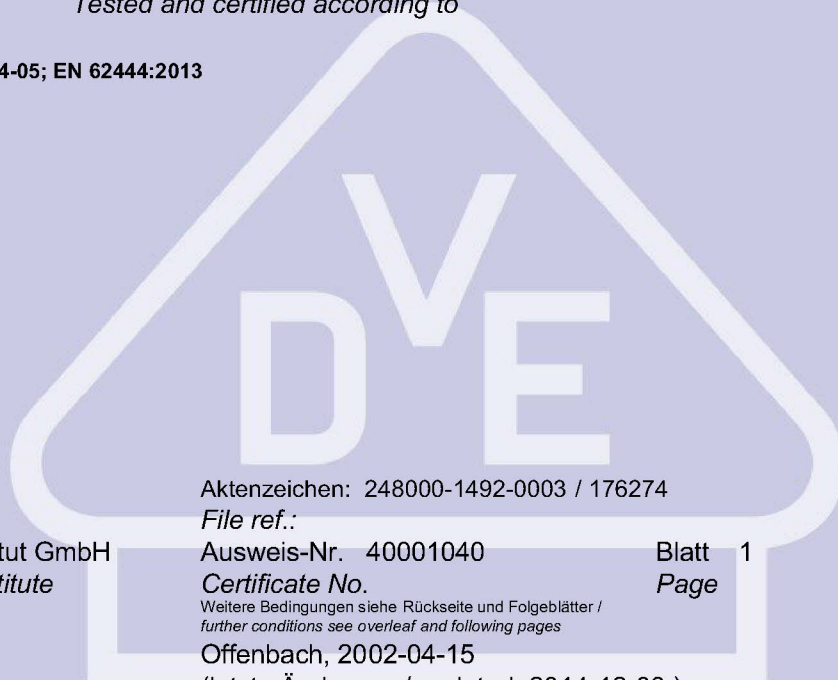 Tested and certified according to
4-05; EN 62444:2013
VDE
Aktenzeichen: 248000-1492-0003 / 176274
File ref.:
tut GmbH Ausweis-Nr. 40001040 Blatt 1
titute Certificate No. Page
Weitere Bedingungen siehe Rückseite und Folgeblätter /
further conditions see overleaf and following pages
Offenbach, 2002-04-15